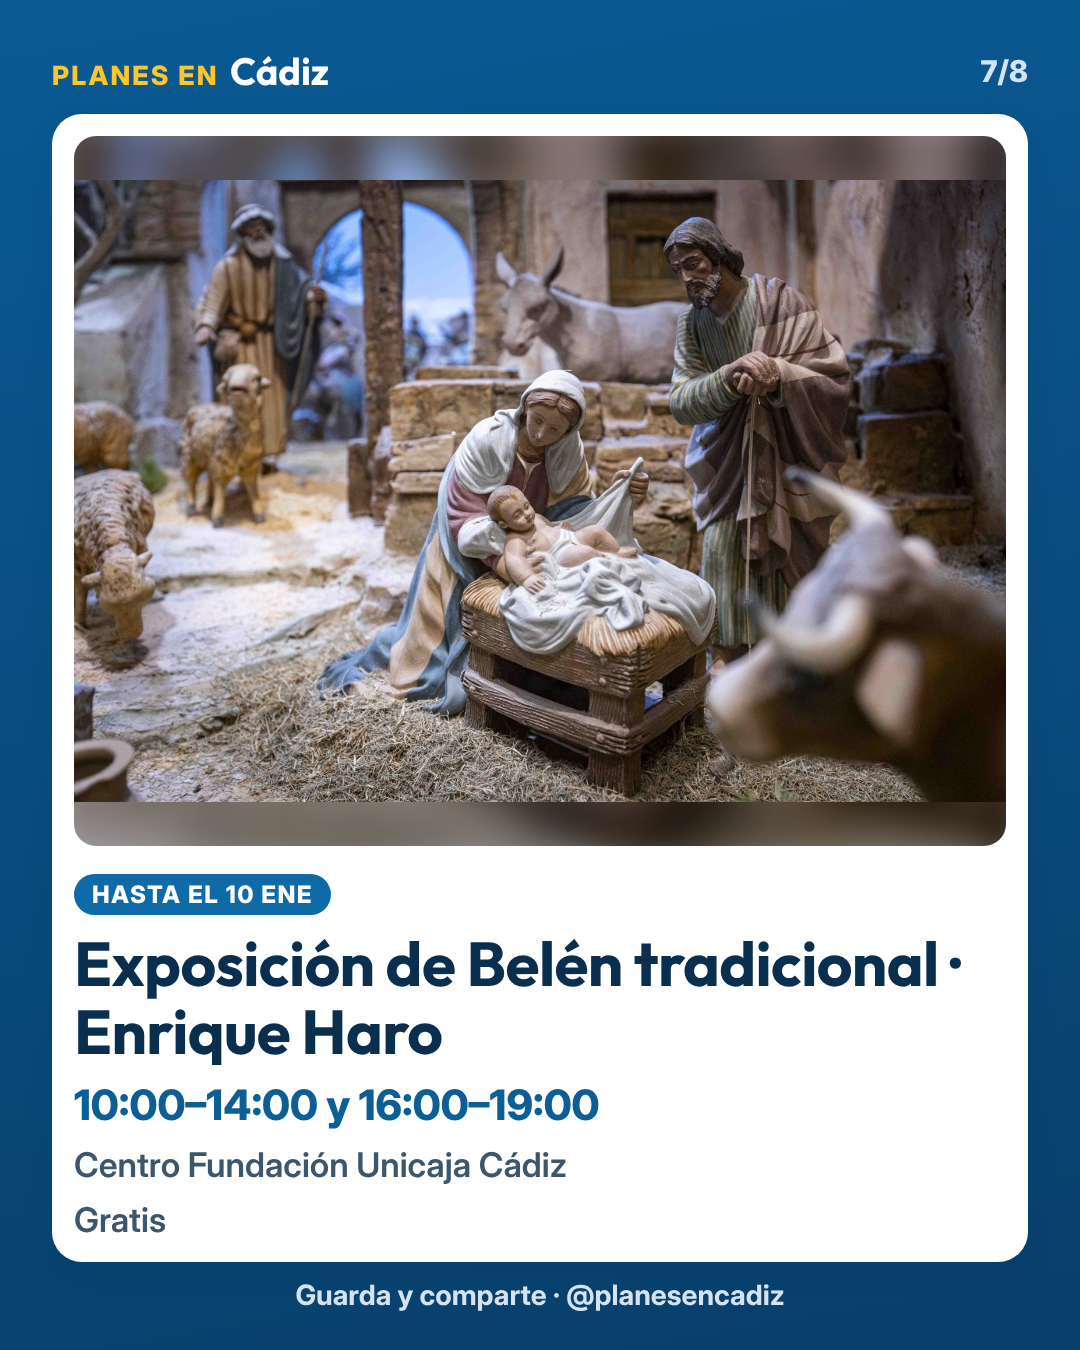 PLANES EN Cádiz
7/8
HASTA EL 10 ENE
Exposición de Belén tradicional ·
Enrique Haro
10:00–14:00 y 16:00–19:00
Centro Fundación Unicaja Cádiz
Gratis
Guarda y comparte · @planesencadiz